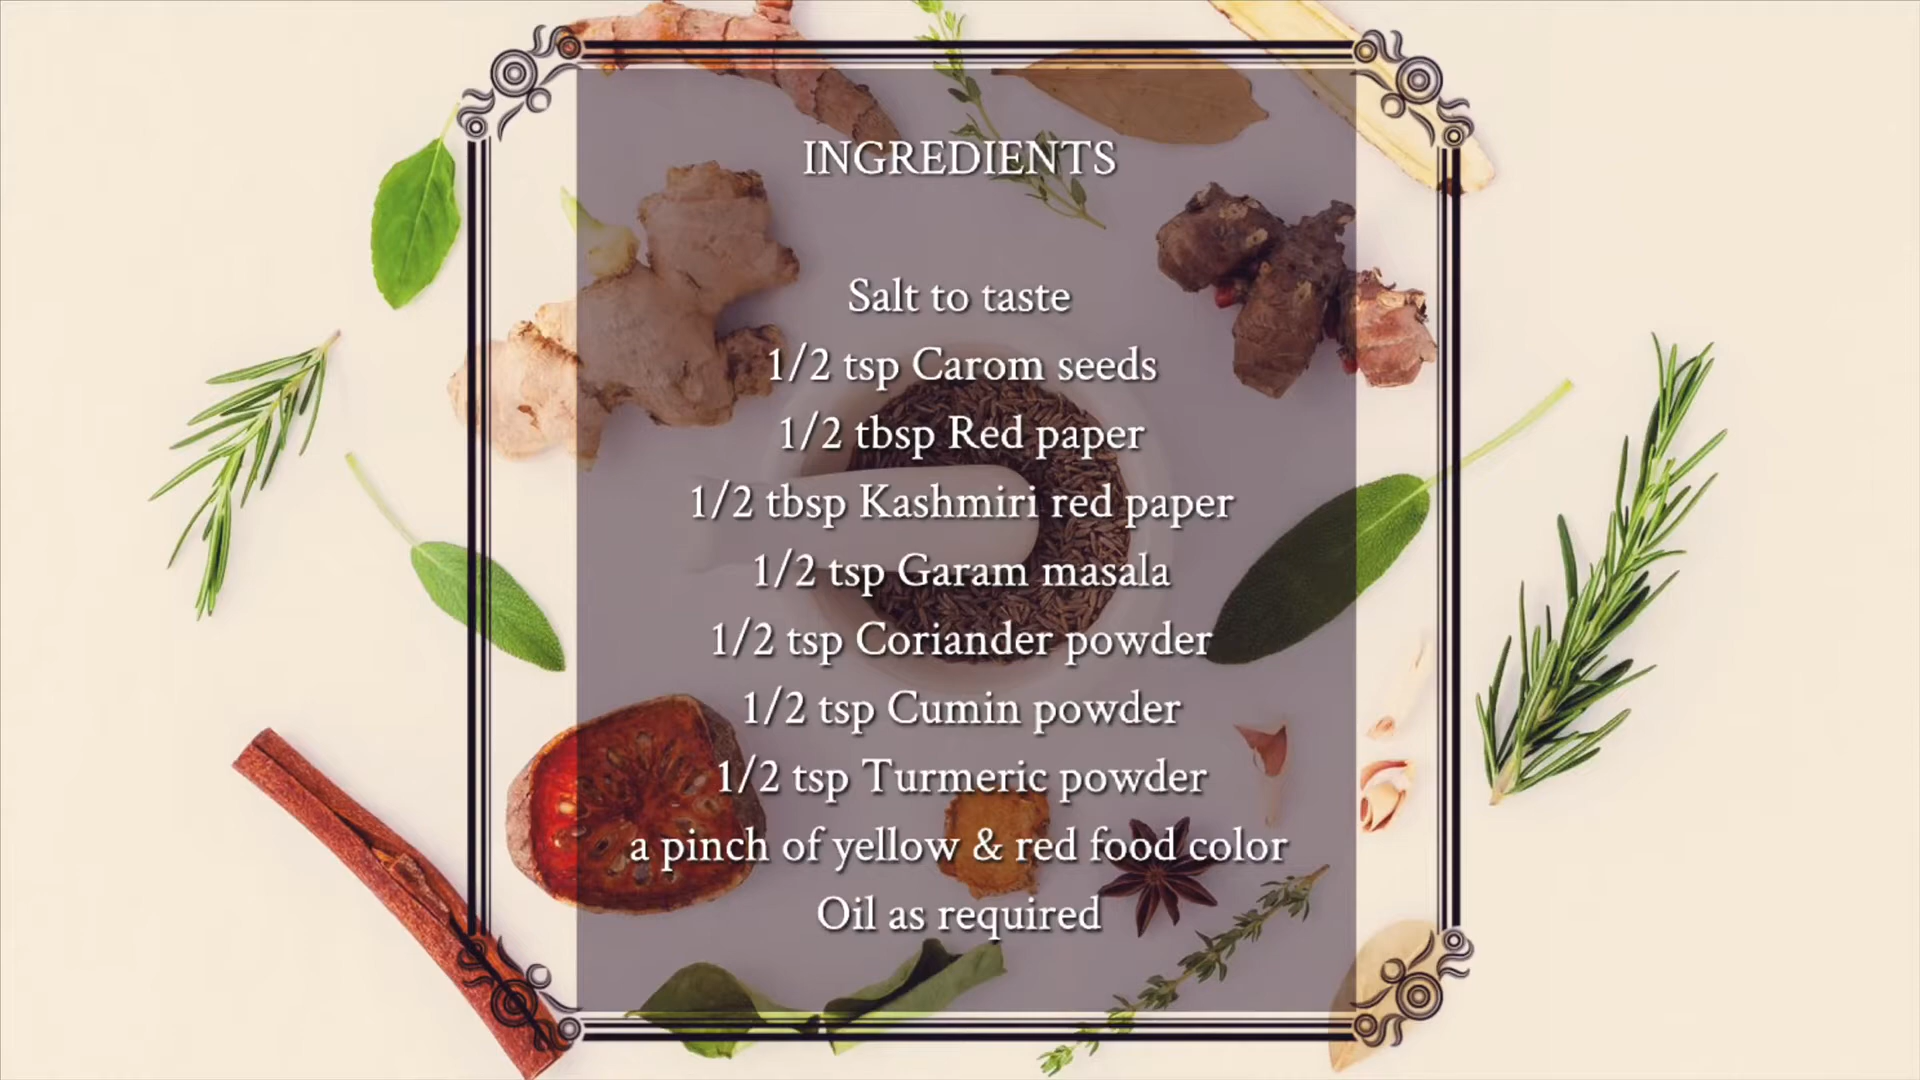 INGREDIENTS
Salt to taste
1/2 tsp Carom seeds
1/2 tbsp Red paper
1/2 tbsp Kashmiri red paper
1/2 tsp Garam masala
1/2 tsp Coriander powder
1/2 tsp Cumin powder
1/2 tsp Turmeric powder
a pinch of yellow & red food color
Oil as required